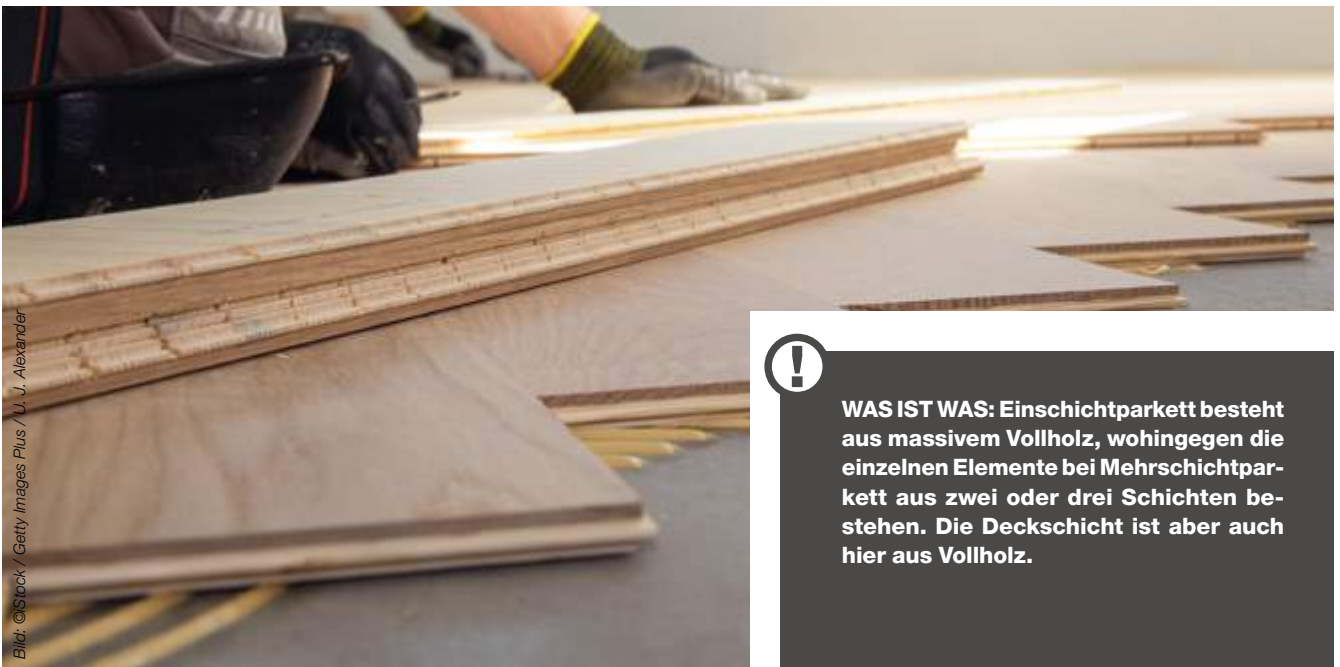 Bild: ©iStock / Getty Images Plus / U. J. Alexander
!
WAS IST WAS: Einschichtparkett besteht
aus massivem Vollholz, wohingegen die
einzelnen Elemente bei Mehrschichtpar-
kett aus zwei oder drei Schichten be-
stehen. Die Deckschicht ist aber auch
hier aus Vollholz.